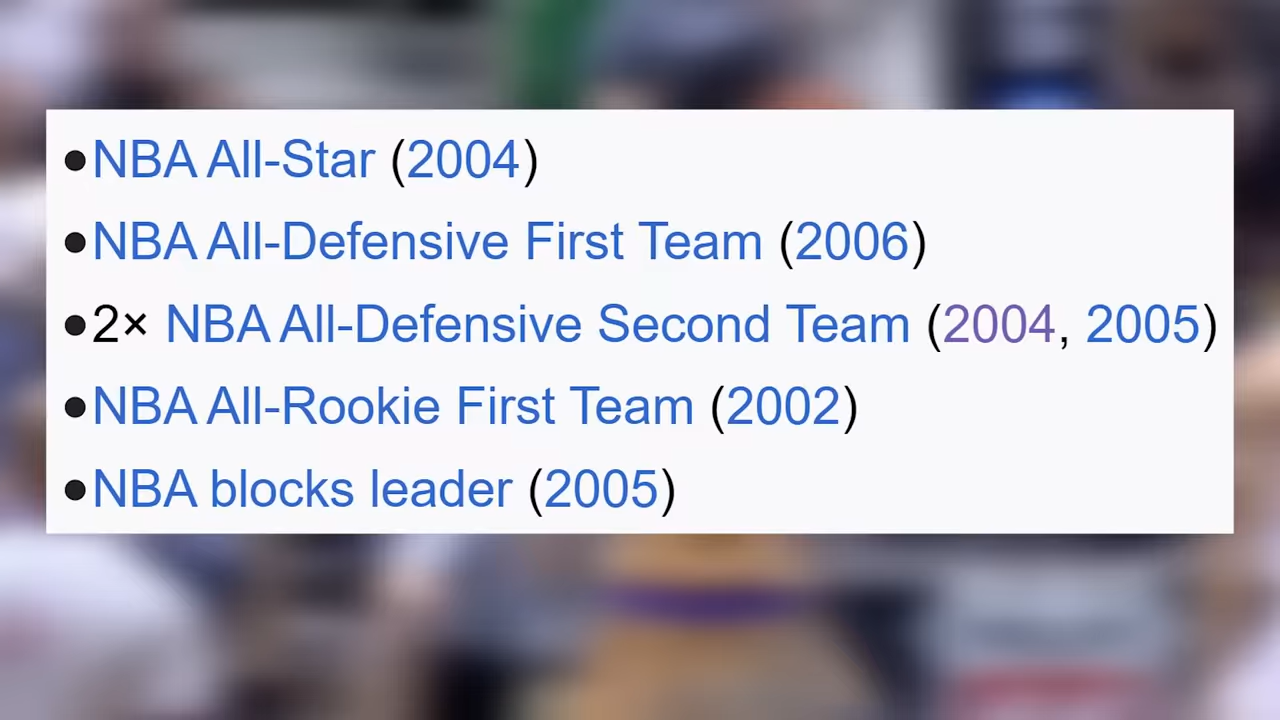 •NBA All-Star (2004)
•NBA All-Defensive First Team (2006)
•2× NBA All-Defensive Second Team (2004, 2005)
•NBA All-Rookie First Team (2002)
•NBA blocks leader (2005)